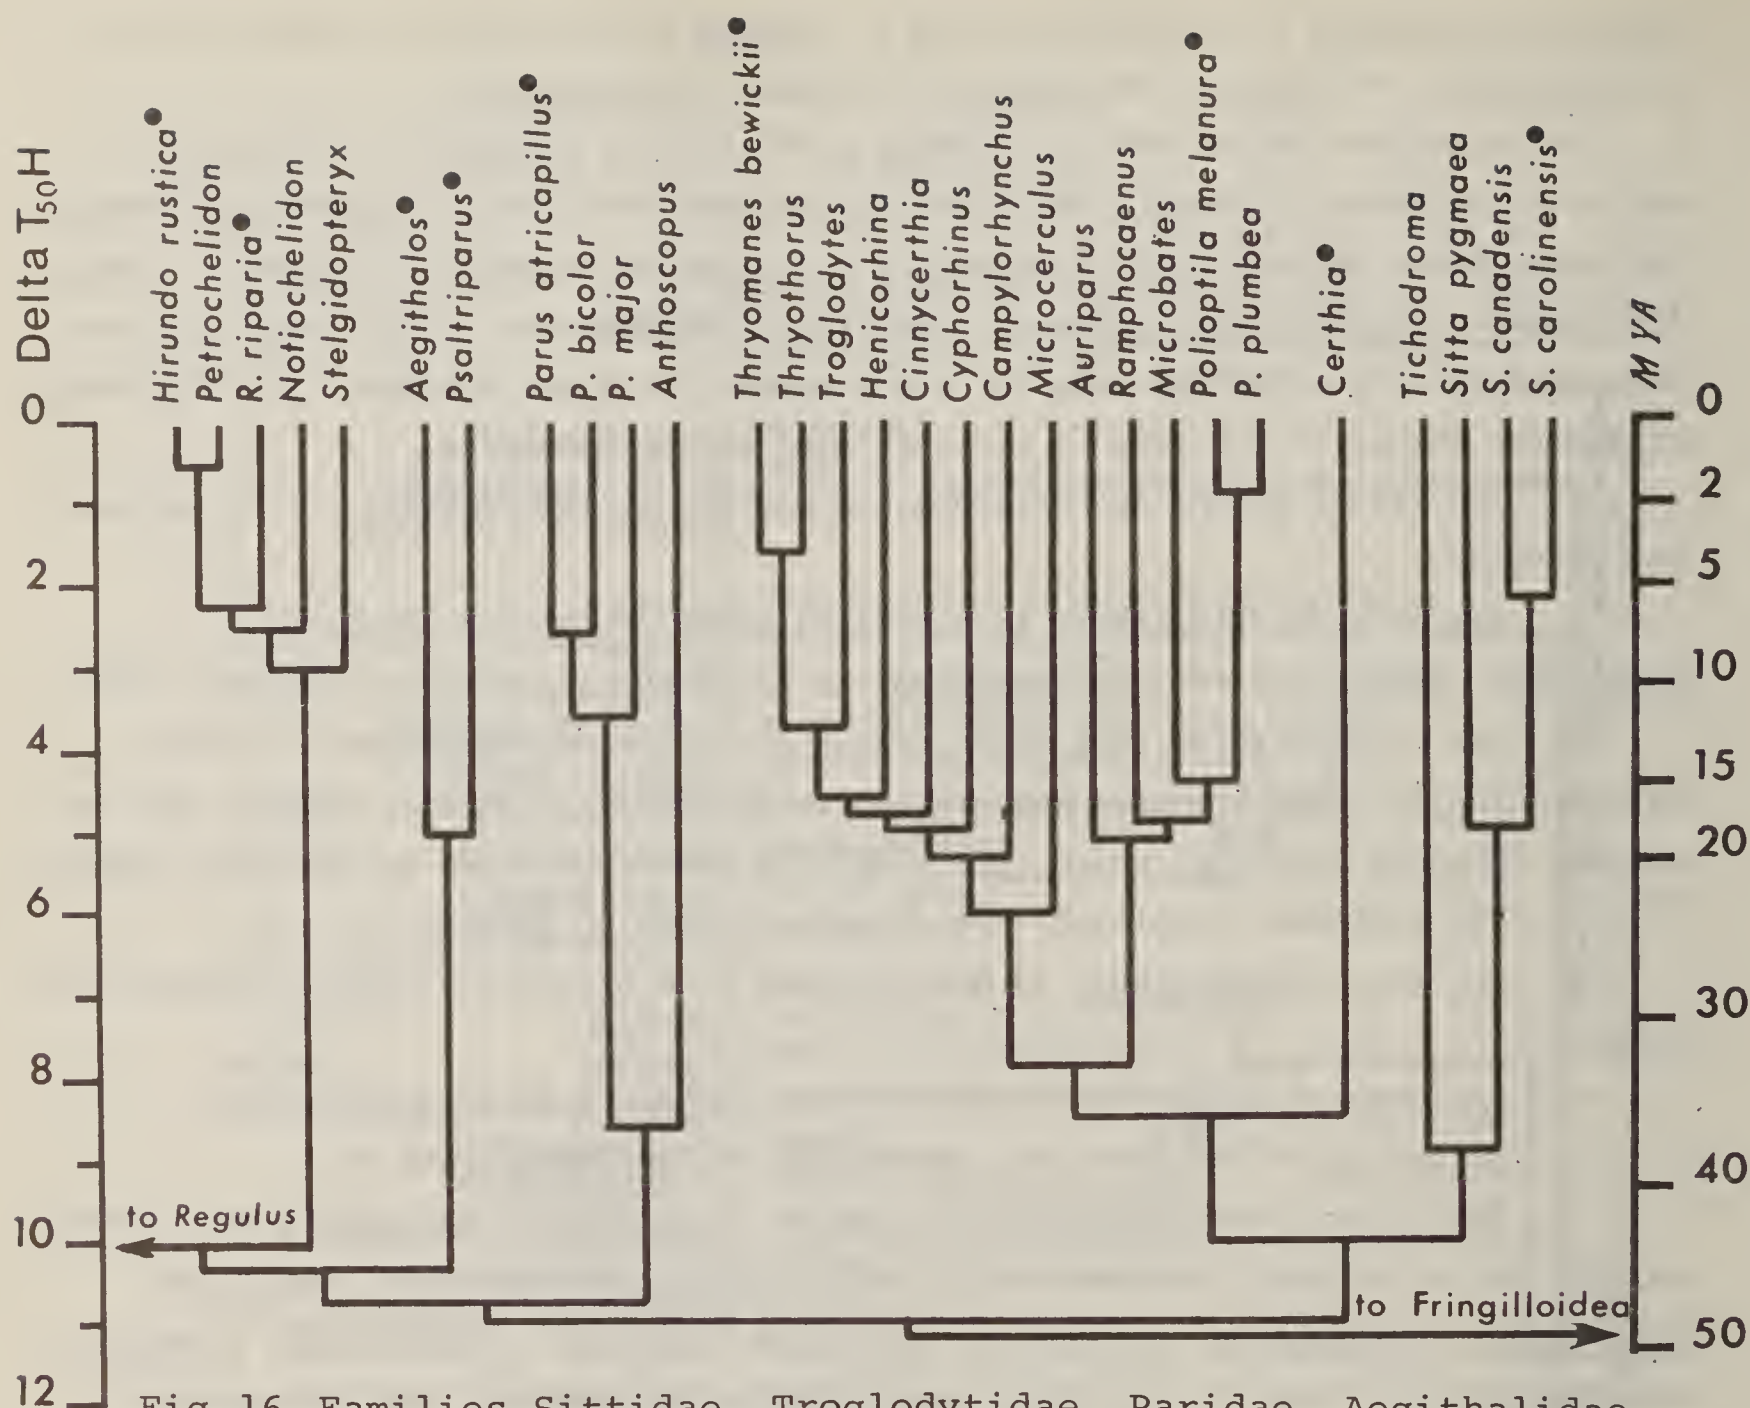 Delta T50H
0
2
4
6
8
10
12
Hirundo rustica●
Petrochelidon
R. riparia●
Notiochelidon
Stelgidopteryx
Aegithalos●
Psaltriparus●
Parus atricapillus●
P. bicolor
P. major
Anthoscopus
Thryomanes bewickii●
Thryothorus
Troglodytes
Henicorhina
Cinnycerthia
Cyphorhinus
Campylorhynchus
Microcerculus
Auriparus
Ramphocaenus
Microbates
Polioptila melanura●
P. plumbea
Certhia●
Tichodroma
Sitta pygmaea
S. canadensis
S. carolinensis●
MYA
0
2
5
10
15
20
30
40
50
to Regulus
to Fringilloidea
Fig 16 Families Sittidae, Troglodytidae, Paridae, Aegithalidae